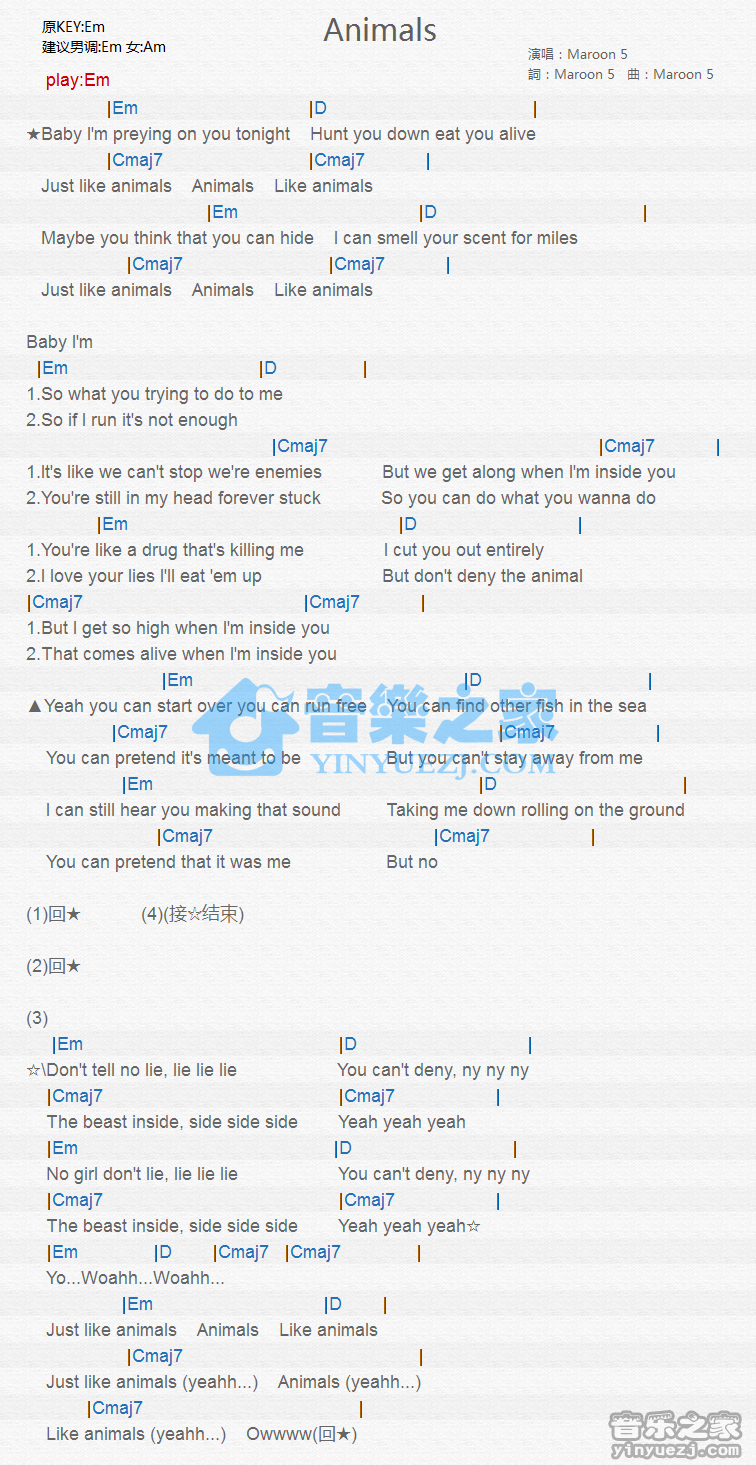 原KEY:Em
Animals
建议男调:Em 女:Am
演唱：Maroon 5
詞：Maroon 5 曲：Maroon 5
play:Em
|Em |D |
★Baby I'm preying on you tonight Hunt you down eat you alive
|Cmaj7 |Cmaj7 |
Just like animals Animals Like animals
|Em |D |
Maybe you think that you can hide I can smell your scent for miles
|Cmaj7 |Cmaj7 |
Just like animals Animals Like animals
Baby I'm
|Em |D |
1.So what you trying to do to me
2.So if I run it's not enough
|Cmaj7 |Cmaj7 |
1.It's like we can't stop we're enemies But we get along when I'm inside you
2.You're still in my head forever stuck So you can do what you wanna do
|Em |D |
1.You're like a drug that's killing me I cut you out entirely
2.I love your lies I'll eat 'em up But don't deny the animal
|Cmaj7 |Cmaj7 |
1.But I get so high when I'm inside you
2.That comes alive when I'm inside you
|Em |D |
▲Yeah you can start over you can run free You can find other fish in the sea
|Cmaj7 |Cmaj7 |
You can pretend it's meant to be But you can't stay away from me
音樂之家
YINYUEZJ.COM
|Em |D |
I can still hear you making that sound Taking me down rolling on the ground
|Cmaj7 |Cmaj7 |
You can pretend that it was me But no
(1)回★ (4)(接☆结束)
(2)回★
(3)
|Em |D |
☆\Don't tell no lie, lie lie lie You can't deny, ny ny ny
|Cmaj7 |Cmaj7 |
The beast inside, side side side Yeah yeah yeah
|Em |D |
No girl don't lie, lie lie lie You can't deny, ny ny ny
|Cmaj7 |Cmaj7 |
The beast inside, side side side Yeah yeah yeah☆
|Em |D |Cmaj7 |Cmaj7 |
Yo...Woahh...Woahh...
|Em |D |
Just like animals Animals Like animals
|Cmaj7 |
Just like animals (yeahh...) Animals (yeahh...)
|Cmaj7 |
Like animals (yeahh...) Owwww(回★)
音乐之家
yinyuezj.com